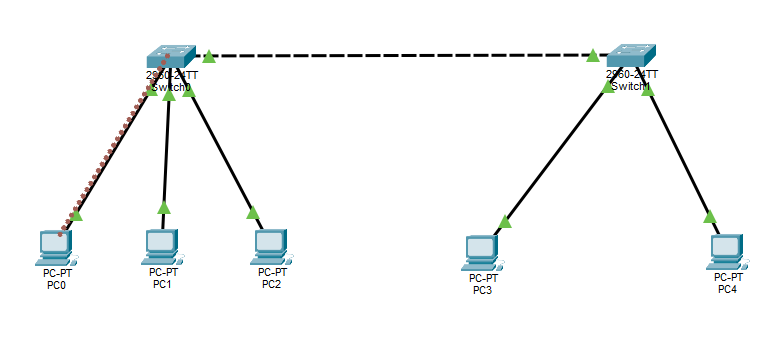 2960-24TT
Switch0
2960-24TT
Switch1
PC-PT
PC0
PC-PT
PC1
PC-PT
PC2
PC-PT
PC3
PC-PT
PC4